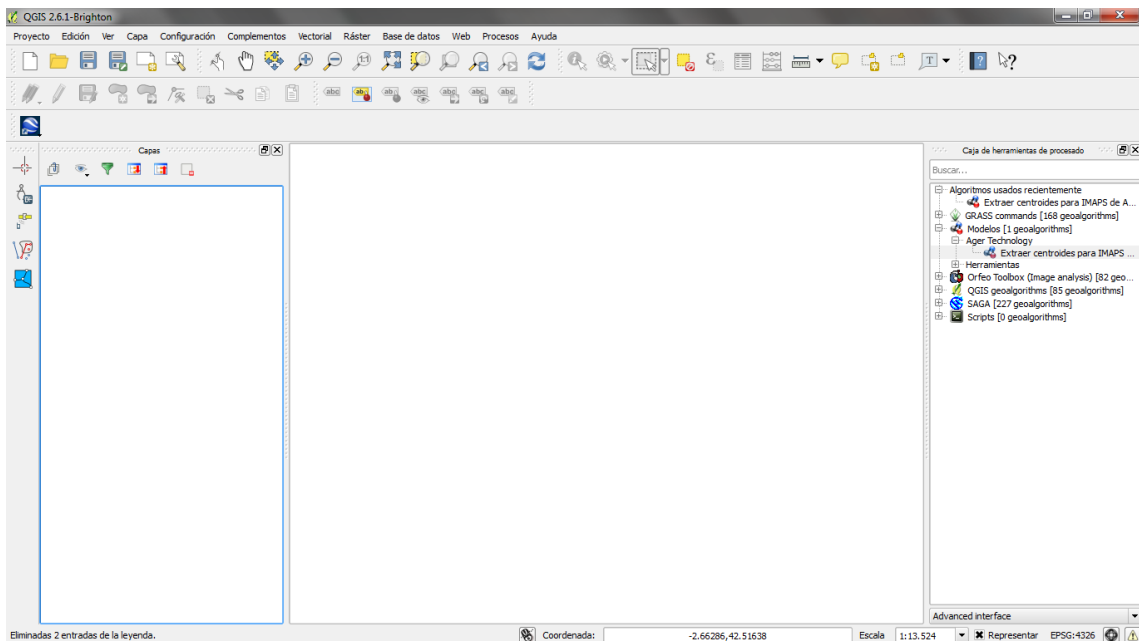 QGIS 2.6.1-Brighton
Proyecto Edición Ver Capa Configuración Complementos Vectorial Ráster Base de datos Web Procesos Ayuda
Capas
Caja de herramientas de procesado
Buscar...
Algoritmos usados recientemente
Extraer centroides para IMAPS de A...
GRASS commands [168 geoalgorithms]
Modelos [1 geoalgorithms]
Ager Technology
Extraer centroides para IMAPS ...
Herramientas
Orfeo Toolbox (Image analysis) [82 geo...
QGIS geoalgorithms [85 geoalgorithms]
SAGA [227 geoalgorithms]
Scripts [0 geoalgorithms]
Advanced interface
Eliminadas 2 entradas de la leyenda. Coordenada: -2.66286,42.51638 Escala 1:13.524 Representar EPSG:4326